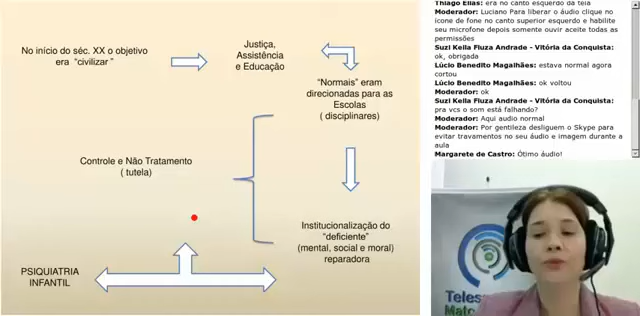 No início do séc. XX o objetivo
era “civilizar ”
Justiça,
Assistência
e Educação
“Normais” eram
direcionadas para as
Escolas
( disciplinares)
Controle e Não Tratamento
( tutela)
Institucionalização do
“deficiente”
(mental, social e moral)
reparadora
PSIQUIATRIA
INFANTIL
Thiago Elias: era no canto esquerdo da tela
Moderador: Luciano Para liberar o áudio clique no
ícone de fone no canto superior esquerdo e habilite
seu microfone depois somente ouvir aceite todas as
permissões
Suzi Keila Fiuza Andrade - Vitória da Conquista:
ok, obrigada
Lúcio Benedito Magalhães: estava normal agora
cortou
Lúcio Benedito Magalhães: ok voltou
Moderador: ok
Suzi Keila Fiuza Andrade - Vitória da Conquista:
pra vcs o som está falhando?
Moderador: Aqui audio normal
Moderador: Por gentileza desliguem o Skype para
evitar travamentos no seu áudio e imagem durante a
aula
Margarete de Castro: Ótimo áudio!
Teles
Mato